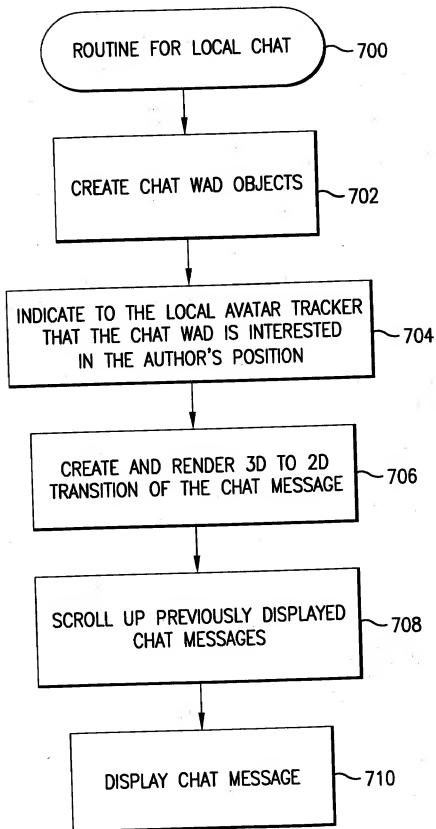 ROUTINE FOR LOCAL CHAT
700
CREATE CHAT WAD OBJECTS
702
INDICATE TO THE LOCAL AVATAR TRACKER
THAT THE CHAT WAD IS INTERESTED
IN THE AUTHOR'S POSITION
704
CREATE AND RENDER 3D TO 2D
TRANSITION OF THE CHAT MESSAGE
706
SCROLL UP PREVIOUSLY DISPLAYED
CHAT MESSAGES
708
DISPLAY CHAT MESSAGE
710